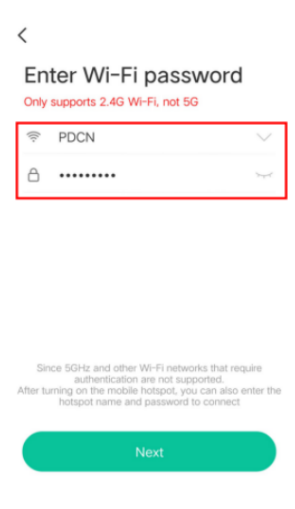 Enter Wi-Fi password
Only supports 2.4G Wi-Fi, not 5G
PDCN
•••••••••
Since 5GHz and other Wi-Fi networks that require
authentication are not supported.
After turning on the mobile hotspot, you can also enter the
hotspot name and password to connect
Next